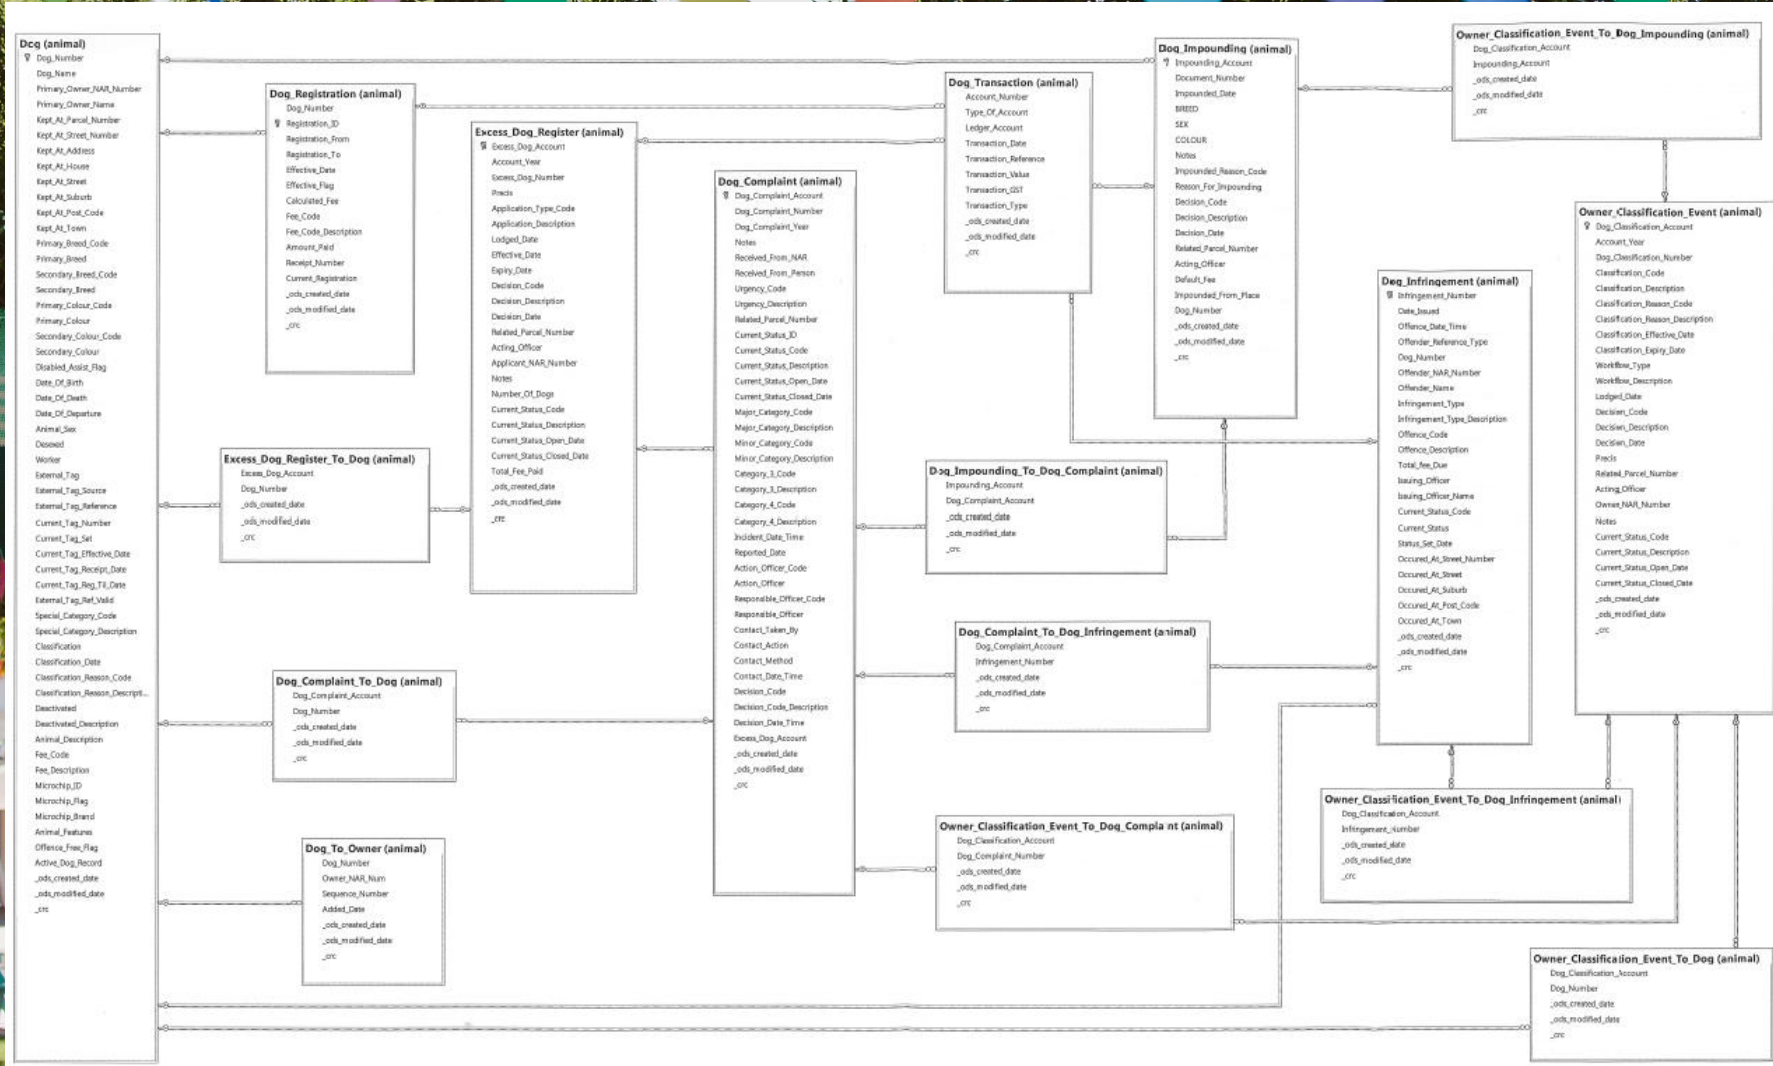 Dog (animal)
Dog_Number
Dog_Name
Primary_Owner_NAR_Number
Primary_Owner_Name
Kept_At_Parcel_Number
Kept_At_Street_Number
Kept_At_Address
Kept_At_House
Kept_At_Street
Kept_At_Suburb
Kept_At_Post_Code
Kept_At_Town
Primary_Breed_Code
Primary_Breed
Secondary_Breed_Code
Secondary_Breed
Primary_Colour_Code
Primary_Colour
Secondary_Colour_Code
Secondary_Colour
Disabled_Assist_Flag
Date_Of_Birth
Date_Of_Death
Date_Of_Departure
Animal_Sex
Desexed
Worker
External_Tag
External_Tag_Source
External_Tag_Reference
Current_Tag_Number
Current_Tag_Set
Current_Tag_Effective_Date
Current_Tag_Receipt_Date
Current_Tag_Reg_Til_Date
External_Tag_Ref_Valid
Special_Category_Code
Special_Category_Description
Classification
Classification_Date
Classification_Reason_Code
Classification_Reason_Descripti...
Deactivated
Deactivated_Description
Animal_Description
Fee_Code
Fee_Description
Microchip_ID
Microchip_Flag
Microchip_Brand
Animal_Features
Offence_Free_Flag
Active_Dog_Record
_ods_created_date
_ods_modified_date
_crc
Dog_Registration (animal)
Dog_Number
Registration_ID
Registration_From
Registration_To
Effective_Date
Effective_Flag
Calculated_Fee
Fee_Code
Fee_Code_Description
Amount_Paid
Receipt_Number
Current_Registration
_ods_created_date
_ods_modified_date
_crc
Excess_Dog_Register_To_Dog (animal)
Excess_Dog_Account
Dog_Number
_ods_created_date
_ods_modified_date
_crc
Dog_Complaint_To_Dog (animal)
Dog_Complaint_Account
Dog_Number
_ods_created_date
_ods_modified_date
_crc
Dog_To_Owner (animal)
Dog_Number
Owner_NAR_Num
Sequence_Number
Added_Date
_ods_created_date
_ods_modified_date
_crc
Excess_Dog_Register (animal)
Excess_Dog_Account
Account_Year
Excess_Dog_Number
Precis
Application_Type_Code
Application_Description
Lodged_Date
Effective_Date
Expiry_Date
Decision_Code
Decision_Description
Decision_Date
Related_Parcel_Number
Acting_Officer
Applicant_NAR_Number
Notes
Number_Of_Dogs
Current_Status_Code
Current_Status_Description
Current_Status_Open_Date
Current_Status_Closed_Date
Total_Fee_Paid
_ods_created_date
_ods_modified_date
_crc
Dog_Complaint (animal)
Dog_Complaint_Account
Dog_Complaint_Number
Dog_Complaint_Year
Notes
Received_From_NAR
Received_From_Person
Urgency_Code
Urgency_Description
Related_Parcel_Number
Current_Status_ID
Current_Status_Code
Current_Status_Description
Current_Status_Open_Date
Current_Status_Closed_Date
Major_Category_Code
Major_Category_Description
Minor_Category_Code
Minor_Category_Description
Category_3_Code
Category_3_Description
Category_4_Code
Category_4_Description
Incident_Date_Time
Reported_Date
Action_Officer_Code
Action_Officer
Responsible_Officer_Code
Responsible_Officer
Contact_Taken_By
Contact_Action
Contact_Method
Contact_Date_Time
Decision_Code
Decision_Code_Description
Decision_Date_Time
Excess_Dog_Account
_ods_created_date
_ods_modified_date
_crc
Dog_Transaction (animal)
Account_Number
Type_Of_Account
Ledger_Account
Transaction_Date
Transaction_Reference
Transaction_Value
Transaction_GST
Transaction_Type
_ods_created_date
_ods_modified_date
_crc
Dog_Impounding_To_Dog_Complaint (animal)
Impounding_Account
Dog_Complaint_Account
_ods_created_date
_ods_modified_date
_crc
Dog_Complaint_To_Dog_Infringement (animal)
Dog_Complaint_Account
Infringement_Number
_ods_created_date
_ods_modified_date
_crc
Owner_Classification_Event_To_Dog_Complaint (animal)
Dog_Classification_Account
Dog_Complaint_Number
_ods_created_date
_ods_modified_date
_crc
Dog_Impounding (animal)
Impounding_Account
Document_Number
Impounded_Date
BREED
SEX
COLOUR
Notes
Impounded_Reason_Code
Reason_For_Impounding
Decision_Code
Decision_Description
Decision_Date
Related_Parcel_Number
Acting_Officer
Default_Fee
Impounded_From_Place
Dog_Number
_ods_created_date
_ods_modified_date
_crc
Dog_Infringement (animal)
Infringement_Number
Date_Issued
Offence_Date_Time
Offender_Reference_Type
Dog_Number
Offender_NAR_Number
Offender_Name
Infringement_Type
Infringement_Type_Description
Offence_Code
Offence_Description
Total_fee_Due
Issuing_Officer
Issuing_Officer_Name
Current_Status_Code
Current_Status
Status_Set_Date
Occured_At_Street_Number
Occured_At_Street
Occured_At_Suburb
Occured_At_Post_Code
Occured_At_Town
_ods_created_date
_ods_modified_date
_crc
Owner_Classification_Event_To_Dog_Infringement (animal)
Dog_Classification_Account
Infringement_Number
_ods_created_date
_ods_modified_date
_crc
Owner_Classification_Event_To_Dog_Impounding (animal)
Dog_Classification_Account
Impounding_Account
_ods_created_date
_ods_modified_date
_crc
Owner_Classification_Event (animal)
Dog_Classification_Account
Account_Year
Dog_Classification_Number
Classification_Code
Classification_Description
Classification_Reason_Code
Classification_Reason_Description
Classification_Effective_Date
Classification_Expiry_Date
Workflow_Type
Workflow_Description
Lodged_Date
Decision_Code
Decision_Description
Decision_Date
Precis
Related_Parcel_Number
Acting_Officer
Owner_NAR_Number
Notes
Current_Status_Code
Current_Status_Description
Current_Status_Open_Date
Current_Status_Closed_Date
_ods_created_date
_ods_modified_date
_crc
Owner_Classification_Event_To_Dog (animal)
Dog_Classification_Account
Dog_Number
_ods_created_date
_ods_modified_date
_crc